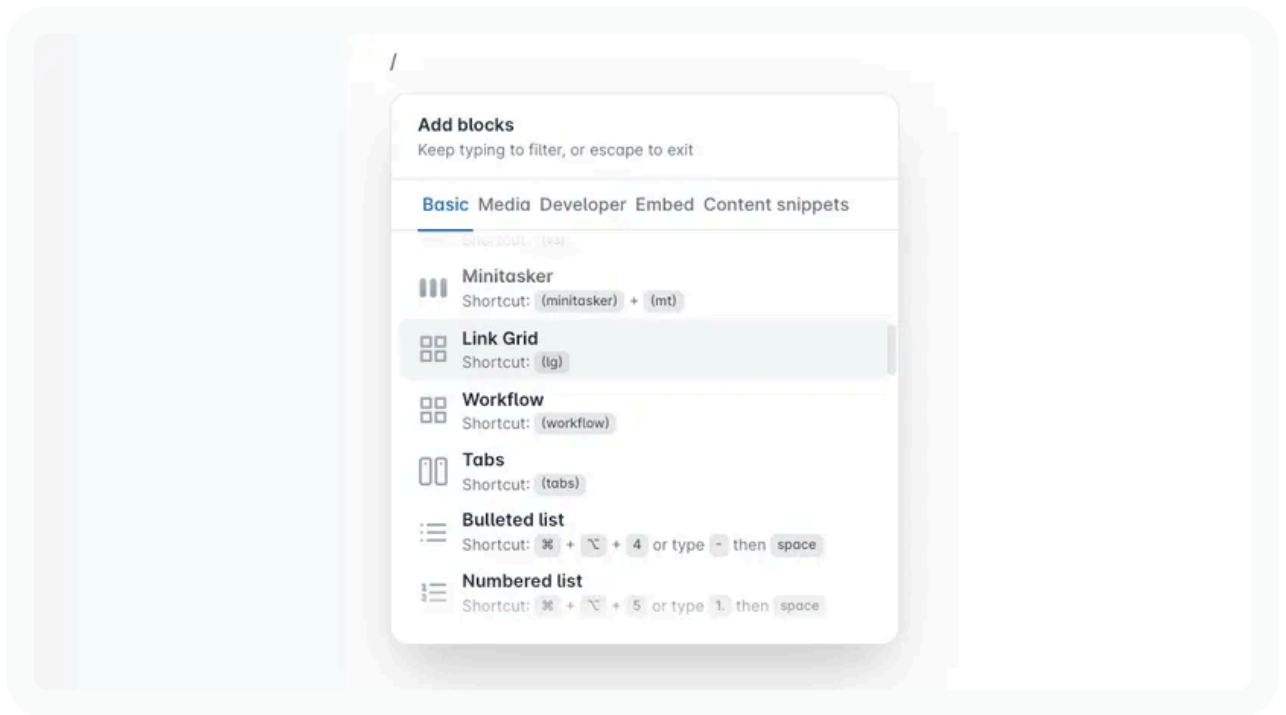 /
Add blocks
Keep typing to filter, or escape to exit
Basic Media Developer Embed Content snippets
Shortcut:
Minitasker
Shortcut: (minitasker) + (mt)
Link Grid
Shortcut: (lg)
Workflow
Shortcut: (workflow)
Tabs
Shortcut: (tabs)
Bulleted list
Shortcut: ⌘ + ⌥ + 4 or type - then space
Numbered list
Shortcut: ⌘ + ⌥ + 5 or type 1. then space